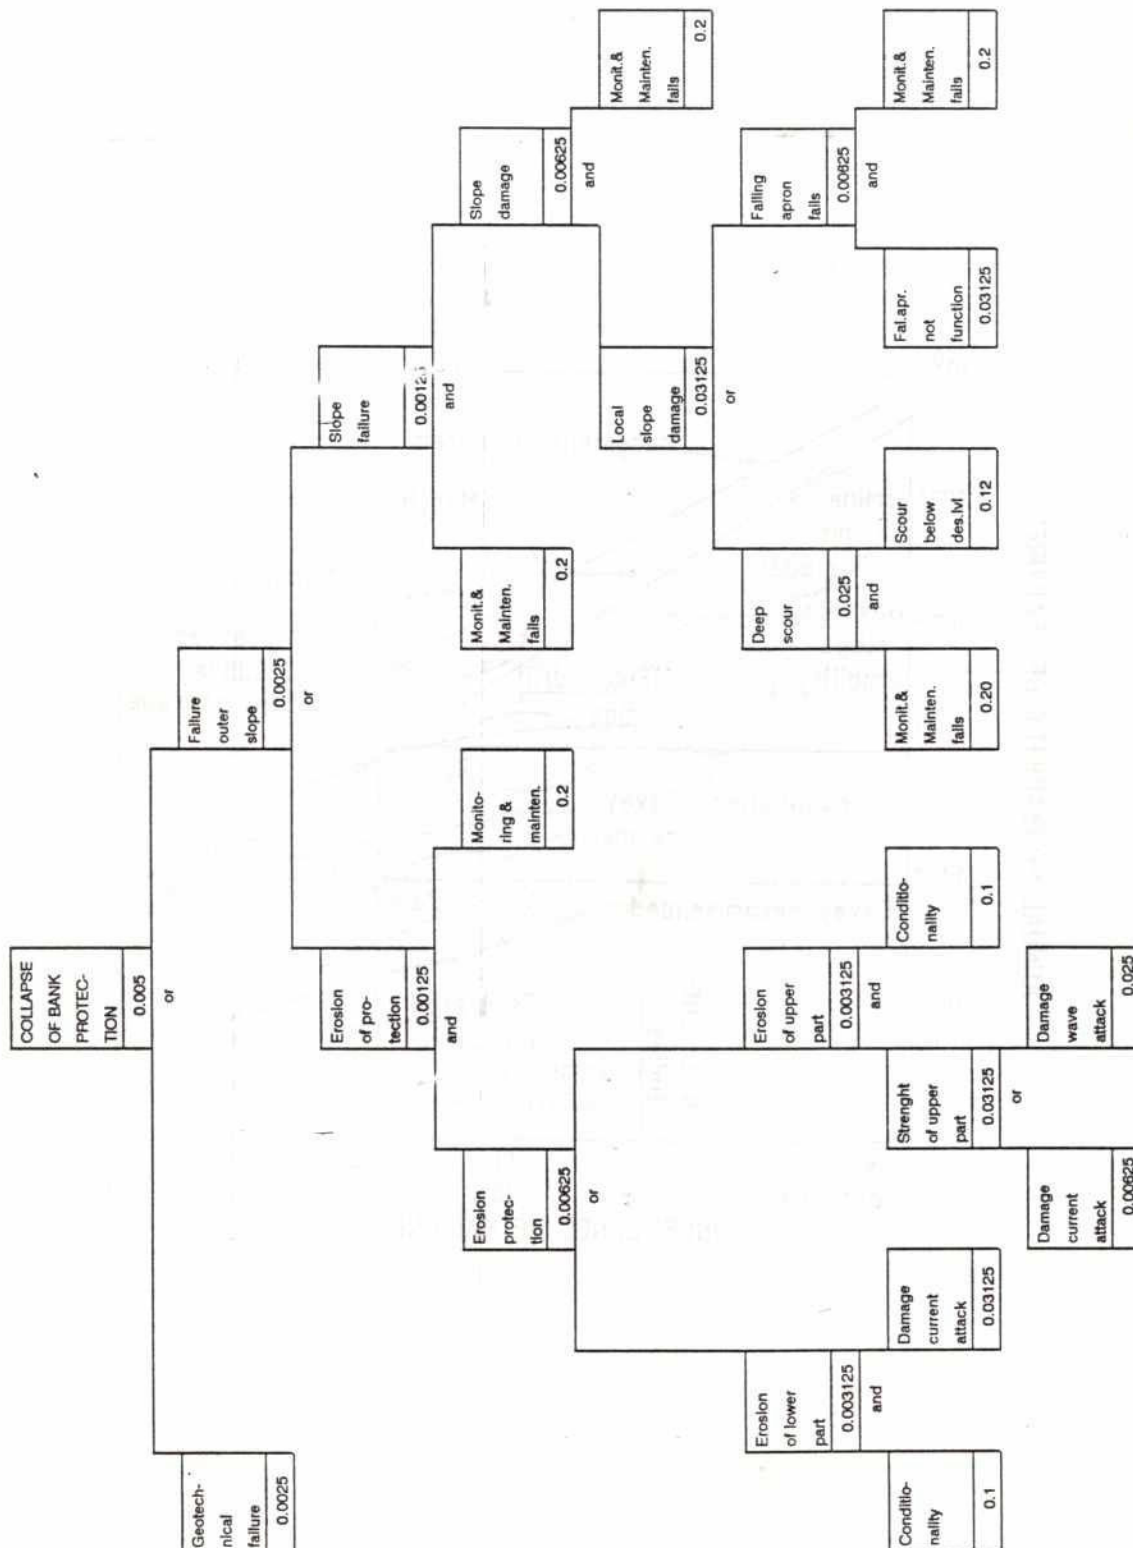 COLLAPSE
OF BANK
PROTEC-
TION
0.005
or
Geotech-
nical
failure
0.0025
Failure
outer
slope
0.0025
or
Erosion
of pro-
tection
0.00125
and
Slope
failure
0.00125
and
Erosion
protec-
tion
0.00625
or
Monito-
ring &
mainten.
0.2
Monit.&
Mainten.
fails
0.2
Slope
damage
0.00625
and
Local
slope
damage
0.03125
or
Monit.&
Mainten.
fails
0.2
Erosion
of lower
part
0.003125
and
Erosion
of upper
part
0.003125
and
Deep
scour
0.025
and
Falling
apron
fails
0.00625
and
Conditio-
nality
0.1
Damage
current
attack
0.03125
Strenght
of upper
part
0.03125
or
Conditio-
nality
0.1
Monit.&
Mainten.
fails
0.20
Scour
below
des.lvl
0.12
Fal.apr.
not
function
0.03125
Monit.&
Mainten.
fails
0.2
Damage
current
attack
0.00625
Damage
wave
attack
0.025